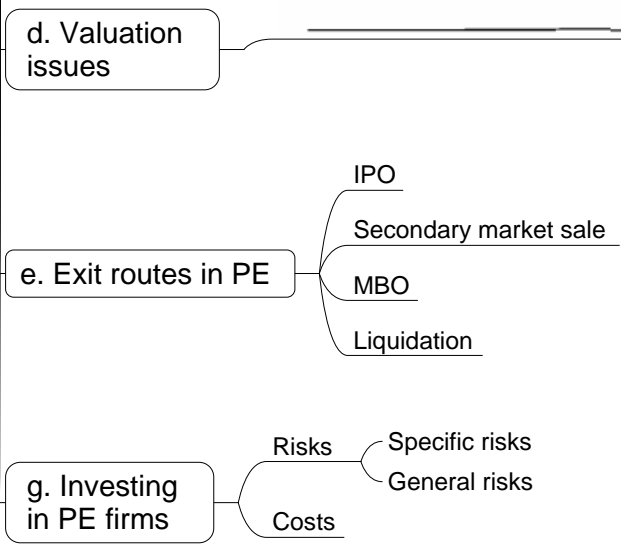 d. Valuation
issues
IPO
Secondary market sale
e. Exit routes in PE
MBO
Liquidation
Risks
Specific risks
General risks
g. Investing
in PE firms
Costs